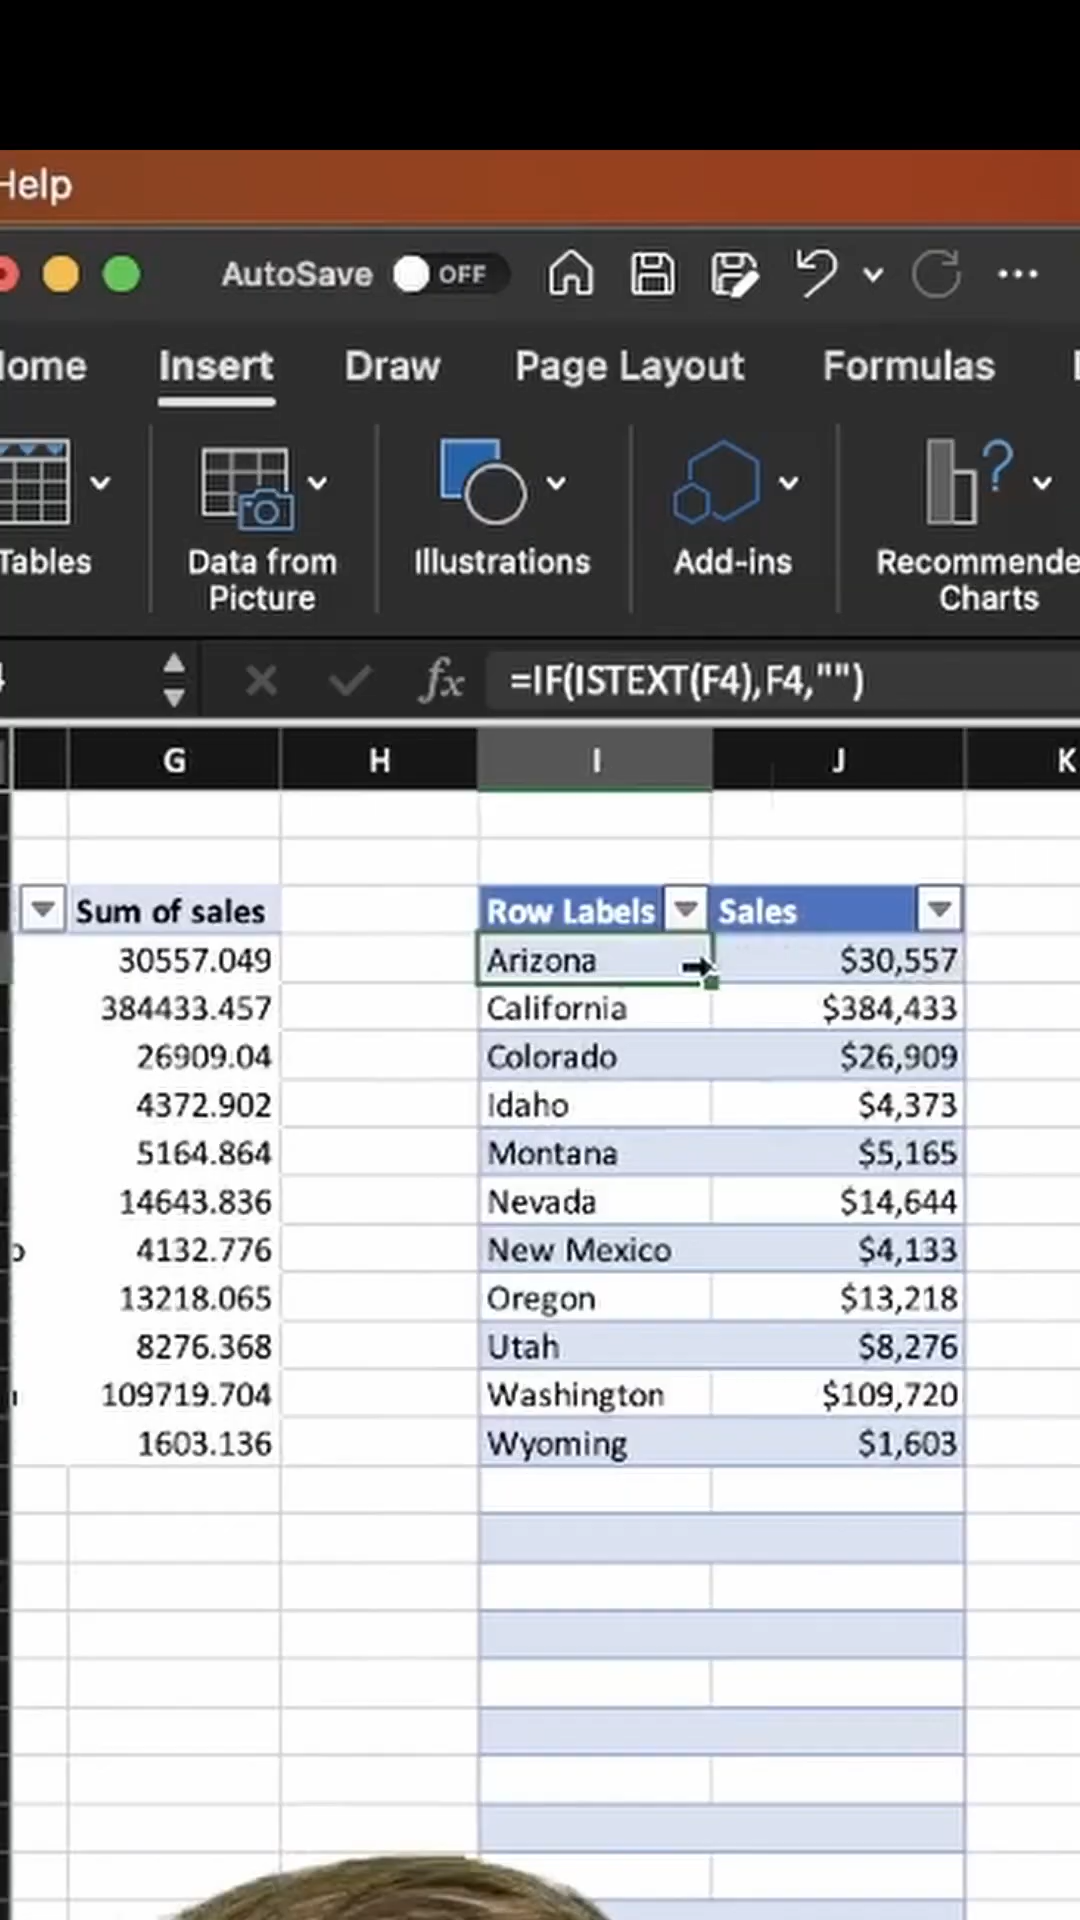 Help
AutoSave OFF
Home Insert Draw Page Layout Formulas
Tables
Data from
Picture
Illustrations
Add-ins
Recommende
Charts
4
fx =IF(ISTEXT(F4),F4,"")
G H I J K
Sum of sales Row Labels Sales
30557.049 Arizona $30,557
384433.457 California $384,433
26909.04 Colorado $26,909
4372.902 Idaho $4,373
5164.864 Montana $5,165
14643.836 Nevada $14,644
o 4132.776 New Mexico $4,133
13218.065 Oregon $13,218
8276.368 Utah $8,276
109719.704 Washington $109,720
1603.136 Wyoming $1,603